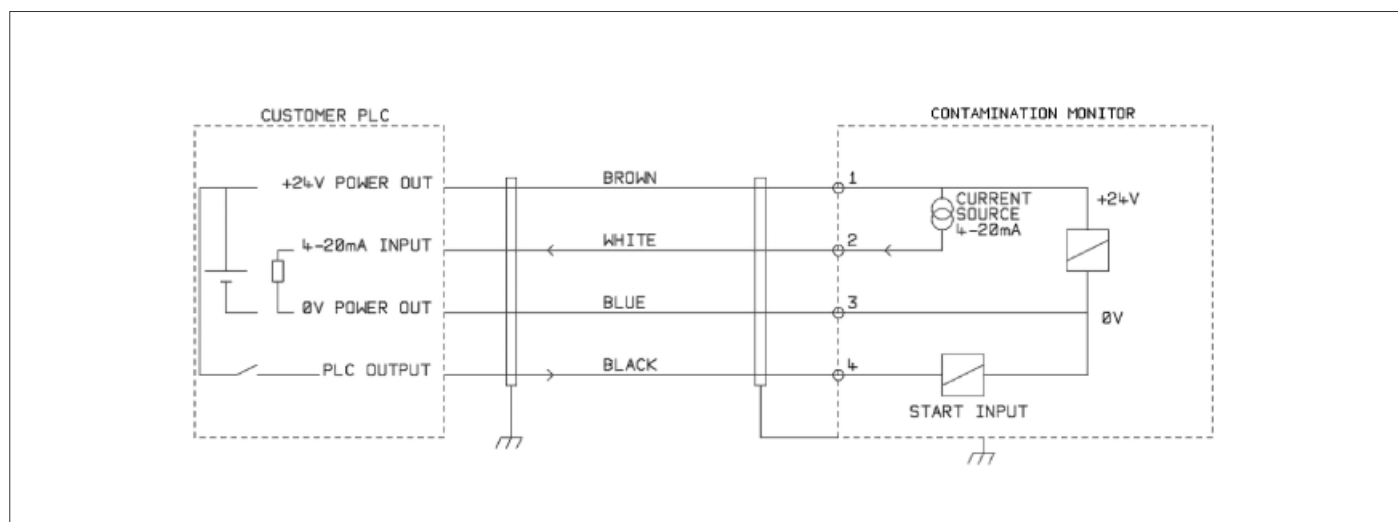 CUSTOMER PLC
CONTAMINATION MONITOR
+24V POWER OUT
BROWN
1
CURRENT
SOURCE
4-20mA
+24V
4-20mA INPUT
WHITE
2
0V POWER OUT
BLUE
3
0V
PLC OUTPUT
BLACK
4
START INPUT